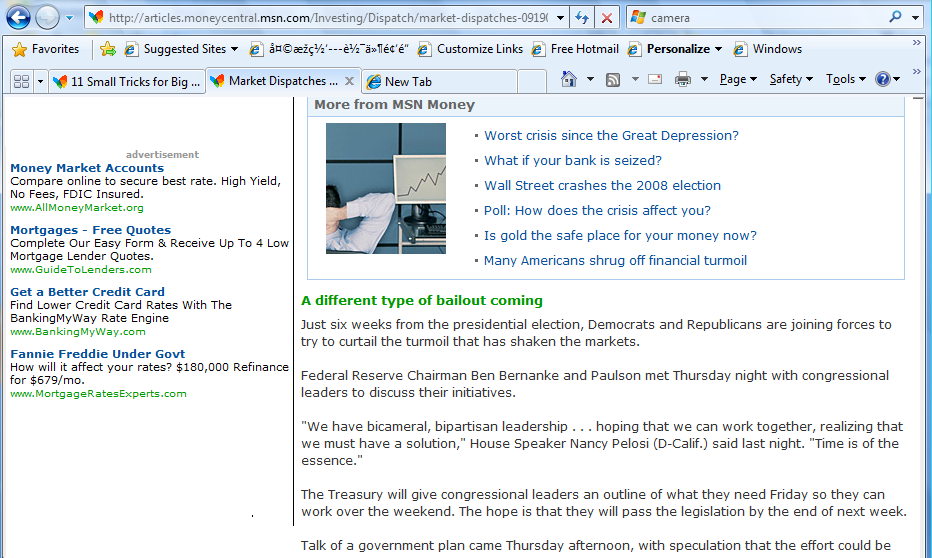 http://articles.moneycentral.msn.com/Investing/Dispatch/market-dispatches-0919
camera
Favorites
Suggested Sites
Customize Links
Free Hotmail
Personalize
Windows
11 Small Tricks for Big ...
Market Dispatches ...
New Tab
Page
Safety
Tools
More from MSN Money
Worst crisis since the Great Depression?
What if your bank is seized?
Wall Street crashes the 2008 election
Poll: How does the crisis affect you?
Is gold the safe place for your money now?
Many Americans shrug off financial turmoil
advertisement
Money Market Accounts
Compare online to secure best rate. High Yield,
No Fees, FDIC Insured.
www.AllMoneyMarket.org
Mortgages - Free Quotes
Complete Our Easy Form & Receive Up To 4 Low
Mortgage Lender Quotes.
www.GuideToLenders.com
Get a Better Credit Card
Find Lower Credit Card Rates With The
BankingMyWay Rate Engine
www.BankingMyWay.com
Fannie Freddie Under Govt
How will it affect your rates? $180,000 Refinance
for $679/mo.
www.MortgageRatesExperts.com
A different type of bailout coming
Just six weeks from the presidential election, Democrats and Republicans are joining forces to
try to curtail the turmoil that has shaken the markets.
Federal Reserve Chairman Ben Bernanke and Paulson met Thursday night with congressional
leaders to discuss their initiatives.
"We have bicameral, bipartisan leadership . . . hoping that we can work together, realizing that
we must have a solution," House Speaker Nancy Pelosi (D-Calif.) said last night. "Time is of the
essence."
The Treasury will give congressional leaders an outline of what they need Friday so they can
work over the weekend. The hope is that they will pass the legislation by the end of next week.
Talk of a government plan came Thursday afternoon, with speculation that the effort could be